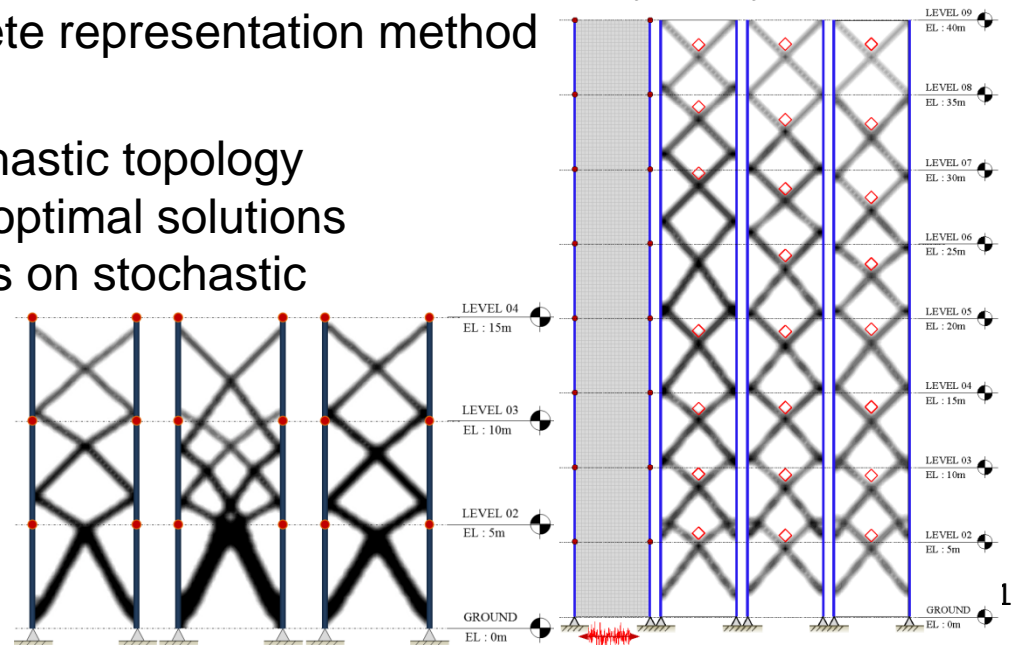 ete representation method
hastic topology
optimal solutions
s on stochastic
LEVEL 04
EL : 15m
LEVEL 03
EL : 10m
LEVEL 02
EL : 5m
GROUND
EL : 0m
LEVEL 09
EL : 40m
LEVEL 08
EL : 35m
LEVEL 07
EL : 30m
LEVEL 06
EL : 25m
LEVEL 05
EL : 20m
LEVEL 04
EL : 15m
LEVEL 03
EL : 10m
LEVEL 02
EL : 5m
GROUND
EL : 0m
1